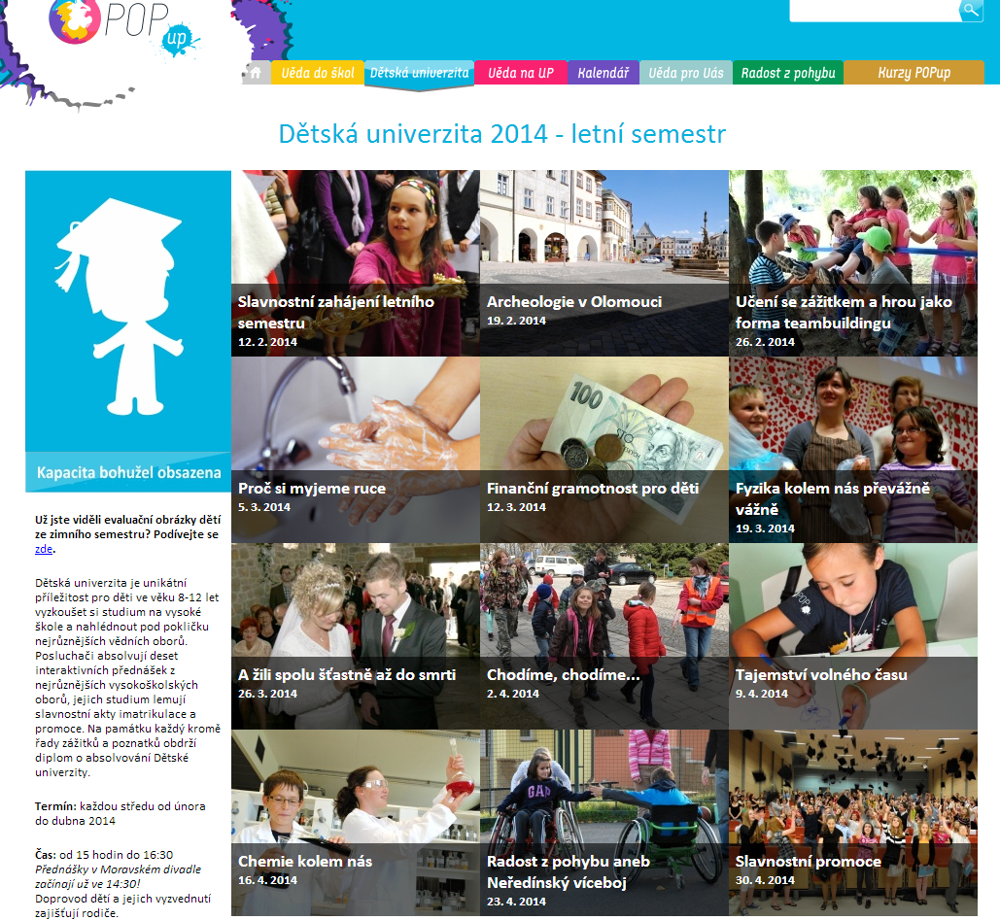 POP
up
Věda do škol
Dětská univerzita
Věda na UP
Kalendář
Věda pro Vás
Radost z pohybu
Kurzy POPup
Dětská univerzita 2014 - letní semestr
Kapacita bohužel obsazena
Už jste viděli evaluační obrázky dětí
ze zimního semestru? Podívejte se
zde.
Dětská univerzita je unikátní
příležitost pro děti ve věku 8-12 let
vyzkoušet si studium na vysoké
škole a nahlédnout pod pokličku
nejrůznějších vědních oborů.
Posluchači absolvují deset
interaktivních přednášek z
nejrůznějších vysokoškolských
oborů, jejich studium lemují
slavnostní akty imatrikulace a
promoce. Na památku každý kromě
řady zážitků a poznatků obdrží
diplom o absolvování Dětské
univerzity.
Termín: každou středu od února
do dubna 2014
Čas: od 15 hodin do 16:30
Přednášky v Moravském divadle
začínají už ve 14:30!
Doprovod dětí a jejich vyzvednutí
zajišťují rodiče.
Slavnostní zahájení letního
semestru
12. 2. 2014
Archeologie v Olomouci
19. 2. 2014
Učení se zážitkem a hrou jako
forma teambuildingu
26. 2. 2014
Proč si myjeme ruce
5. 3. 2014
100
STO
Finanční gramotnost pro děti
12. 3. 2014
Fyzika kolem nás převážně
vážně
19. 3. 2014
A žili spolu šťastně až do smrti
26. 3. 2014
Chodíme, chodíme...
2. 4. 2014
POP
Tajemství volného času
9. 4. 2014
Chemie kolem nás
16. 4. 2014
GAP
Radost z pohybu aneb
Neředínský víceboj
23. 4. 2014
Slavnostní promoce
30. 4. 2014